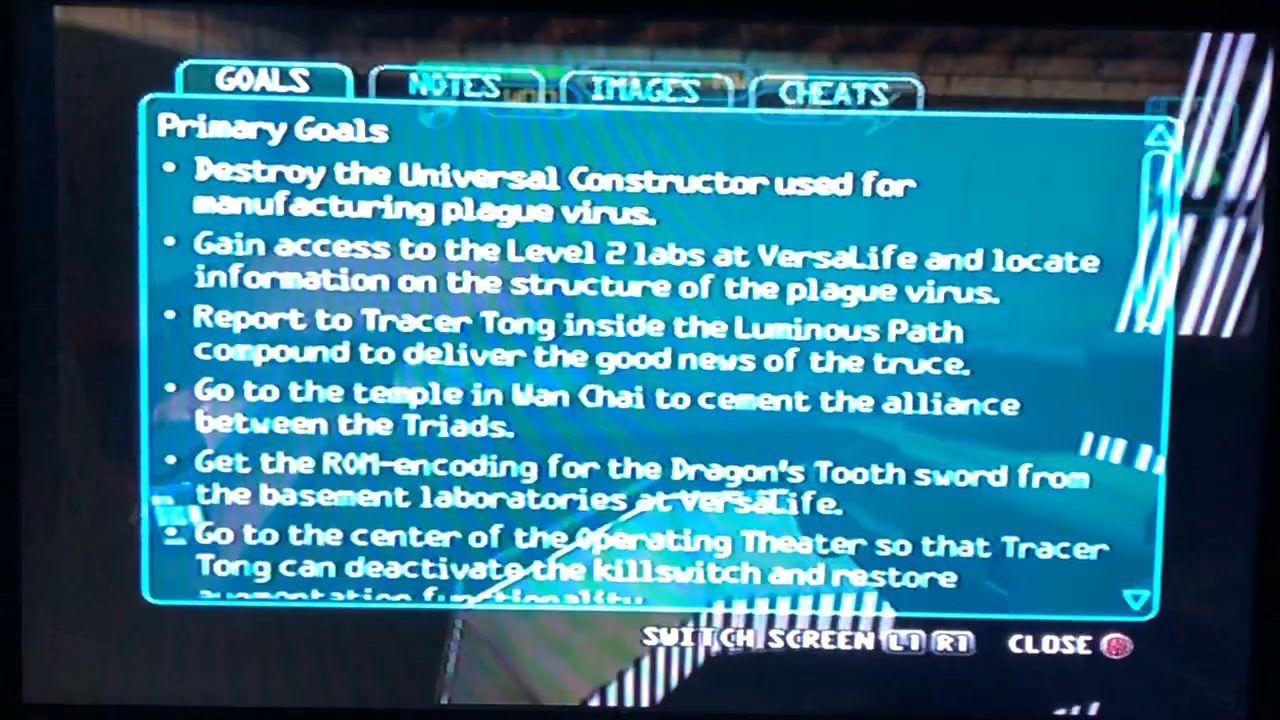 GOALS NOTES IMAGES CHEATS
Primary Goals
• Destroy the Universal Constructor used for
manufacturing plague virus.
• Gain access to the Level 2 labs at VersaLife and locate
information on the structure of the plague virus.
• Report to Tracer Tong inside the Luminous Path
compound to deliver the good news of the truce.
• Go to the temple in Wan Chai to cement the alliance
between the Triads.
• Get the ROM-encoding for the Dragon's Tooth sword from
the basement laboratories at VersaLife.
• Go to the center of the Operating Theater so that Tracer
Tong can deactivate the killswitch and restore
augmentation functionality.
SWITCH SCREEN L1 R1 CLOSE